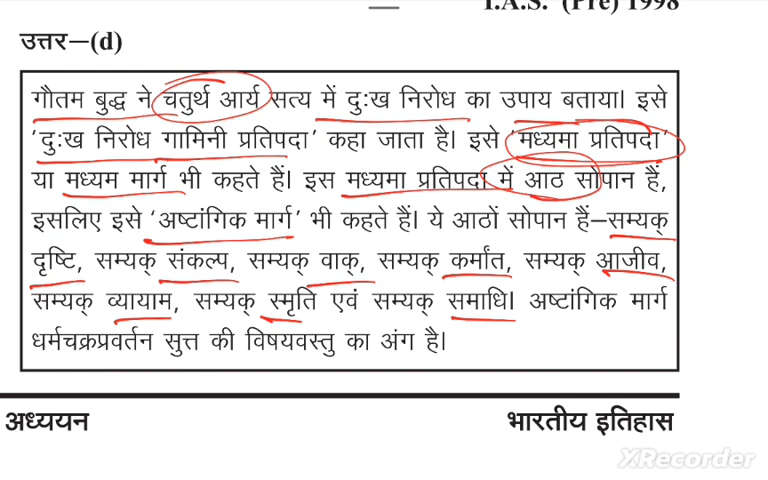 I.A.S. (Pre) 1998
उत्तर–(d)
गौतम बुद्ध ने चतुर्थ आर्य सत्य में दुःख निरोध का उपाय बताया। इसे
'दुःख निरोध गामिनी प्रतिपदा' कहा जाता है। इसे 'मध्यमा प्रतिपदा'
या मध्यम मार्ग भी कहते हैं। इस मध्यमा प्रतिपदा में आठ सोपान हैं,
इसलिए इसे 'अष्टांगिक मार्ग' भी कहते हैं। ये आठों सोपान हैं–सम्यक्
दृष्टि, सम्यक् संकल्प, सम्यक् वाक्, सम्यक् कर्मांत, सम्यक् आजीव,
सम्यक् व्यायाम, सम्यक् स्मृति एवं सम्यक् समाधि। अष्टांगिक मार्ग
धर्मचक्रप्रवर्तन सुत्त की विषयवस्तु का अंग है।
अध्ययन भारतीय इतिहास
XRecorder